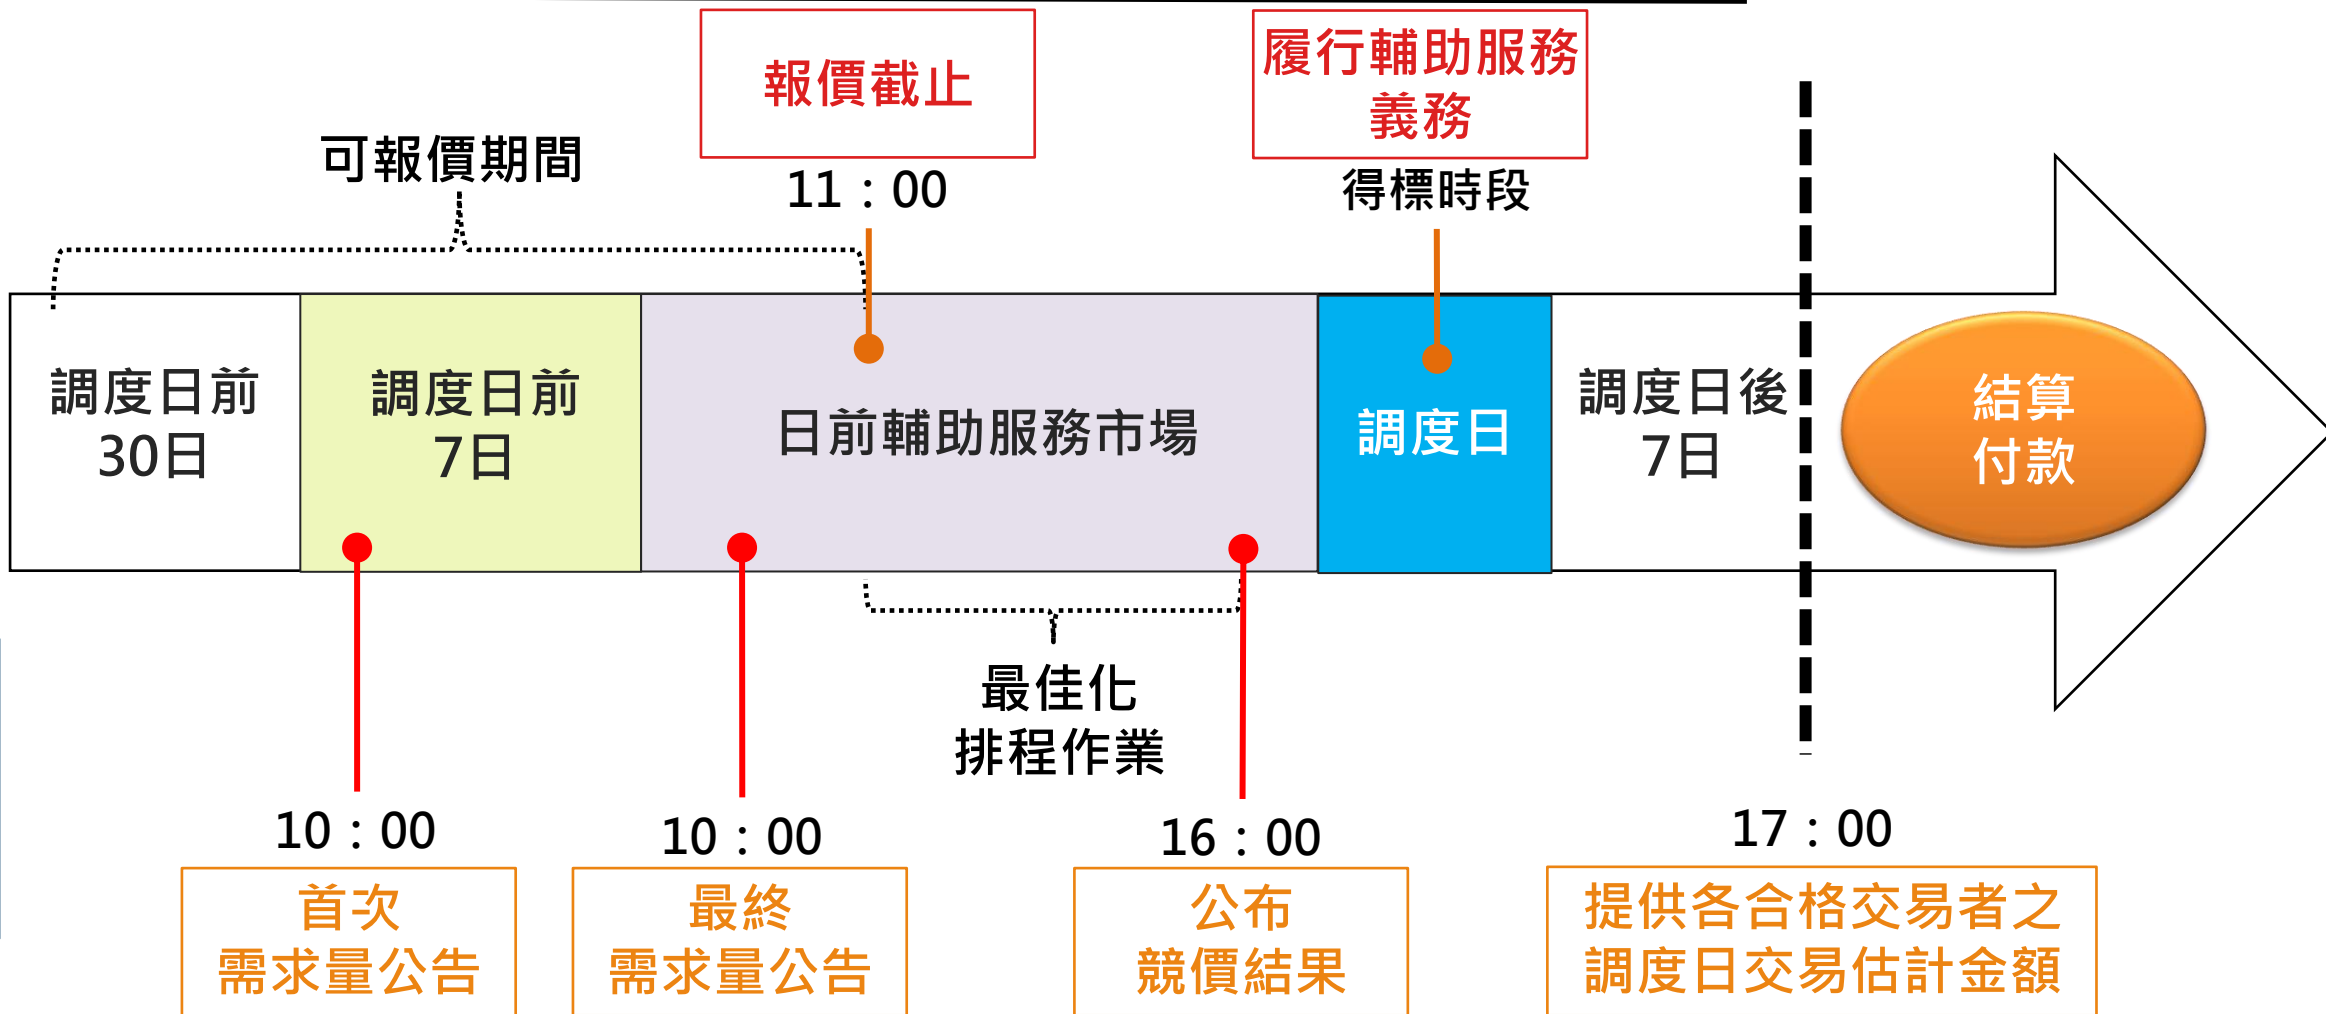 報價截止
履行輔助服務
義務
可報價期間
11：00
得標時段
調度日前
30日
調度日前
7日
日前輔助服務市場
調度日
調度日後
7日
結算
付款
最佳化
排程作業
10：00
10：00
16：00
17：00
首次
需求量公告
最終
需求量公告
公布
競價結果
提供各合格交易者之
調度日交易估計金額